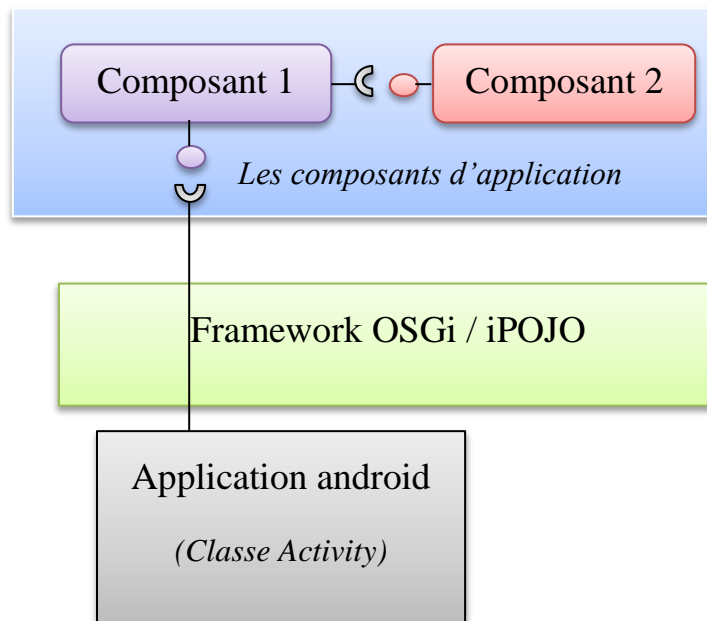 Composant 1
Composant 2
Les composants d’application
Framework OSGi / iPOJO
Application android
(Classe Activity)